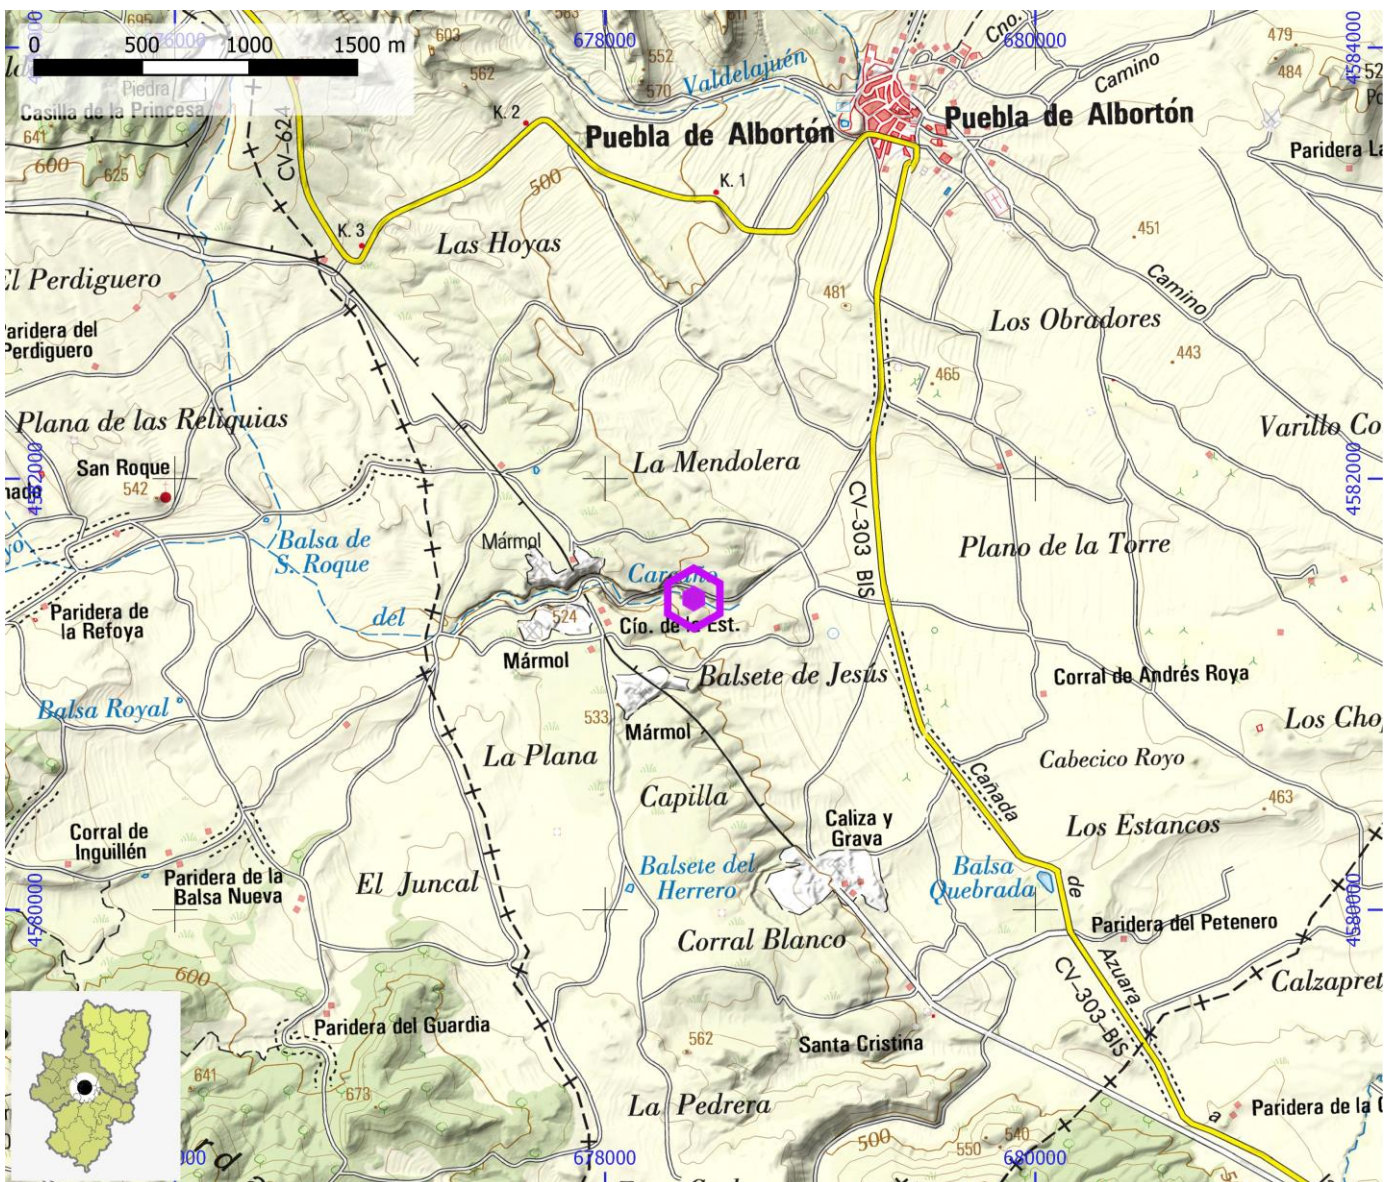 695
603
583
552
611
570
562
0
500
1000
1500 m
676000
678000
680000
4584000
479
484
Piedra
Casilla de la Princesa
641
600
625
CV-624
K. 2
K. 1
K. 3
500
Valdelajuén
Puebla de Albortón
Puebla de Albortón
Cno.
Camino
Paridera La
451
Camino
Las Hoyas
El Perdiguero
Paridera del
Perdiguero
481
Los Obradores
443
465
Plana de las Reliquias
Varillo Co
San Roque
542
4582000
4582000
La Mendolera
CV-303 BIS
Balsa de
S. Roque
Mármol
Plano de la Torre
Paridera de
la Refoya
del
524
Cío. de la Est.
Mármol
Balsete de Jesús
Corral de Andrés Roya
Balsa Royal
533
Mármol
Los Cho
La Plana
Cabecico Royo
Cañada
Capilla
463
Corral de
Inguillén
Caliza y
Grava
Los Estancos
Paridera de la
Balsa Nueva
El Juncal
Balsete del
Herrero
Balsa
Quebrada
de
4580000
4580000
Corral Blanco
Paridera del Petenero
Azuara
CV-303-BIS
Calzapret
600
Paridera del Guardia
562
Santa Cristina
641
673
La Pedrera
500
550
540
a
Paridera de la
678000
680000